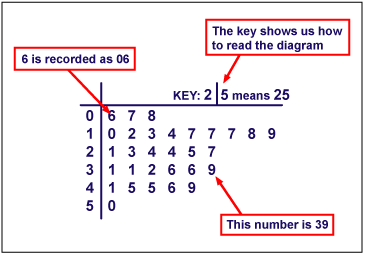 The key shows us how
to read the diagram
6 is recorded as 06
KEY: 2 | 5 means 25
0 | 6 7 8
1 | 0 2 3 4 7 7 7 8 9
2 | 1 3 4 4 5 7
3 | 1 1 2 6 6 9
4 | 1 5 5 6 9
5 | 0
This number is 39